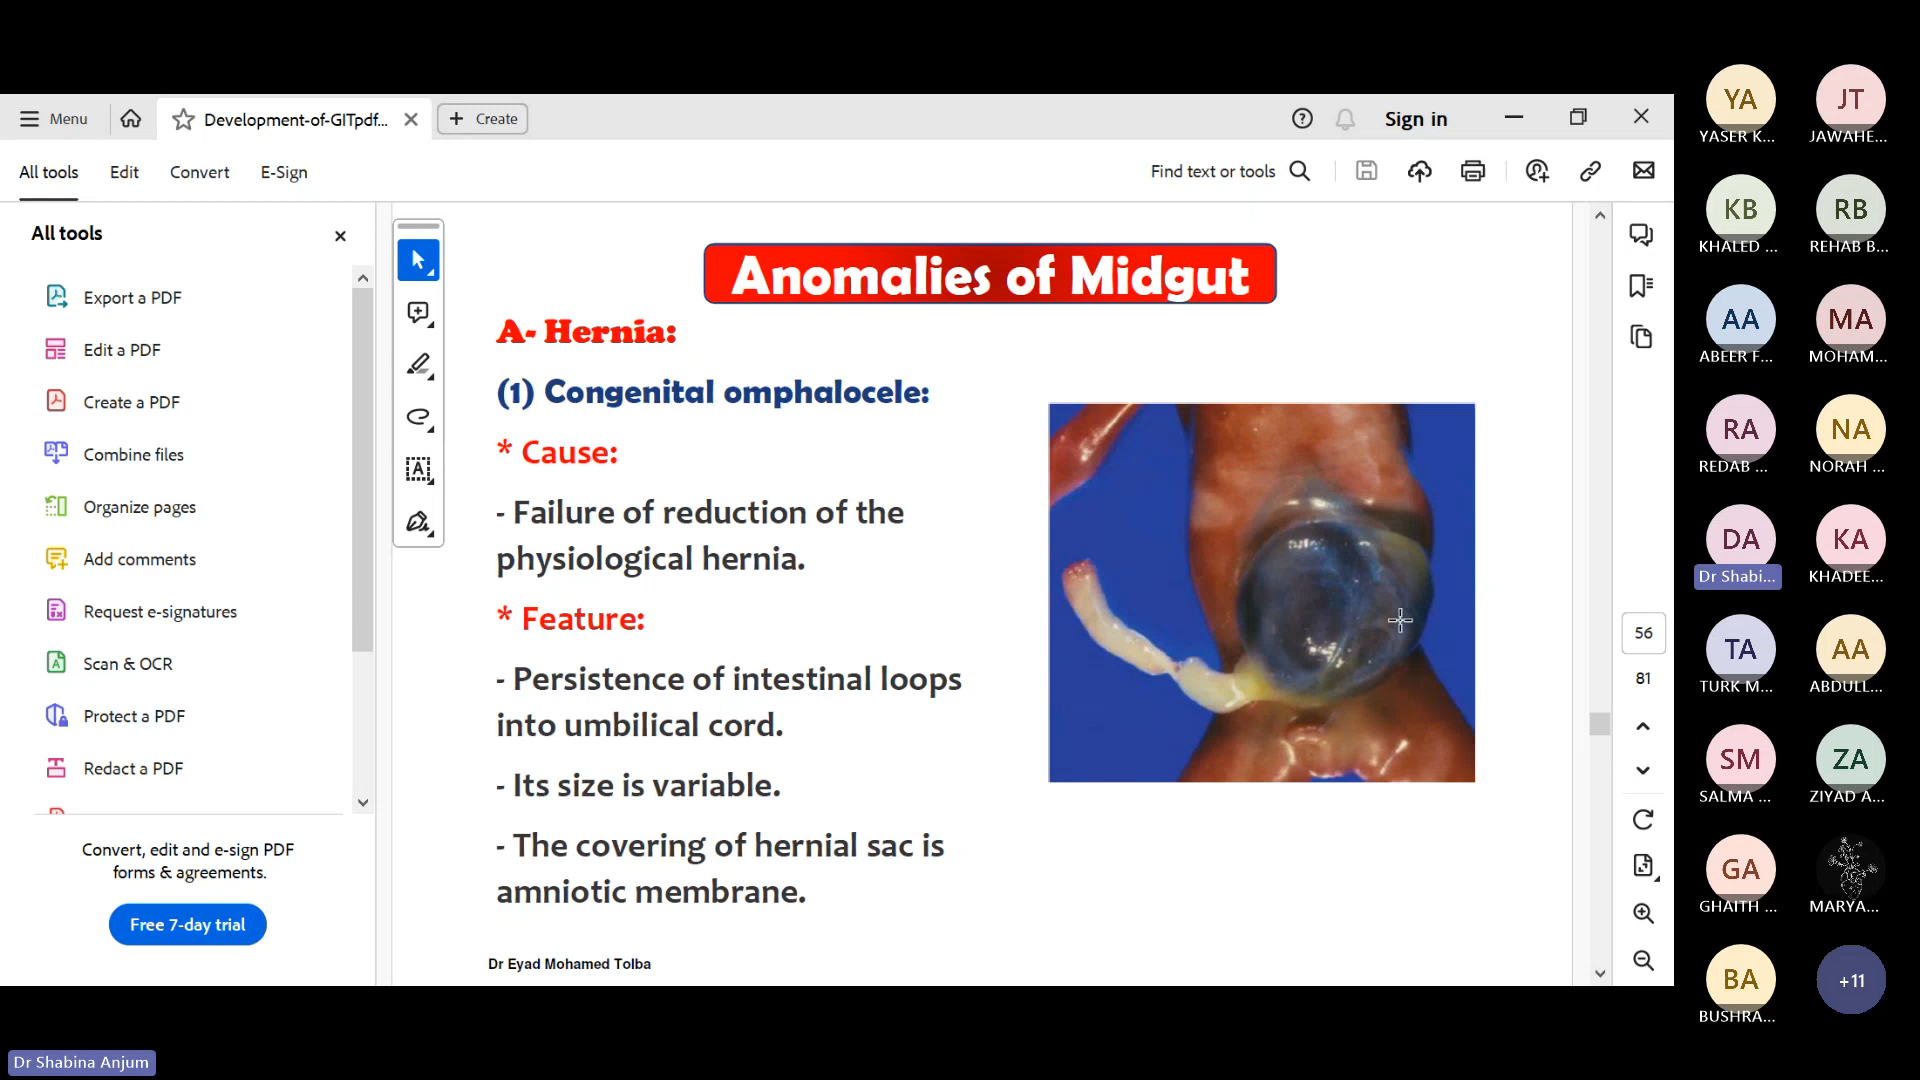 Menu
Development-of-GITpdf...
Create
Sign in
All tools
Edit
Convert
E-Sign
Find text or tools
All tools
Export a PDF
Edit a PDF
Create a PDF
Combine files
Organize pages
Add comments
Request e-signatures
Scan & OCR
Protect a PDF
Redact a PDF
Convert, edit and e-sign PDF
forms & agreements.
Free 7-day trial
Anomalies of Midgut
A- Hernia:
(1) Congenital omphalocele:
* Cause:
- Failure of reduction of the
physiological hernia.
* Feature:
- Persistence of intestinal loops
into umbilical cord.
- Its size is variable.
- The covering of hernial sac is
amniotic membrane.
Dr Eyad Mohamed Tolba
56
81
YA
YASER K...
JT
JAWAHE...
KB
KHALED ...
RB
REHAB B...
AA
ABEER F...
MA
MOHAM...
RA
REDAB ...
NA
NORAH ...
DA
Dr Shabi...
KA
KHADEE...
TA
TURK M...
AA
ABDULL...
SM
SALMA ...
ZA
ZIYAD A...
GA
GHAITH ...
MARYA...
BA
BUSHRA...
+11
Dr Shabina Anjum